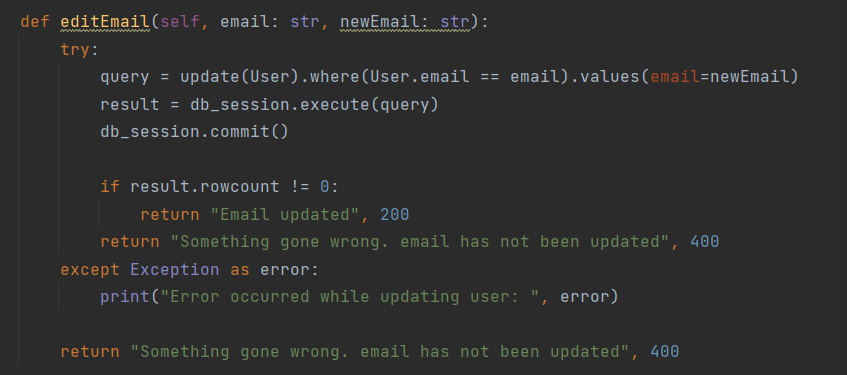 def editEmail(self, email: str, newEmail: str):
    try:
        query = update(User).where(User.email == email).values(email=newEmail)
        result = db_session.execute(query)
        db_session.commit()

        if result.rowcount != 0:
            return "Email updated", 200
        return "Something gone wrong. email has not been updated", 400
    except Exception as error:
        print("Error occurred while updating user: ", error)

    return "Something gone wrong. email has not been updated", 400